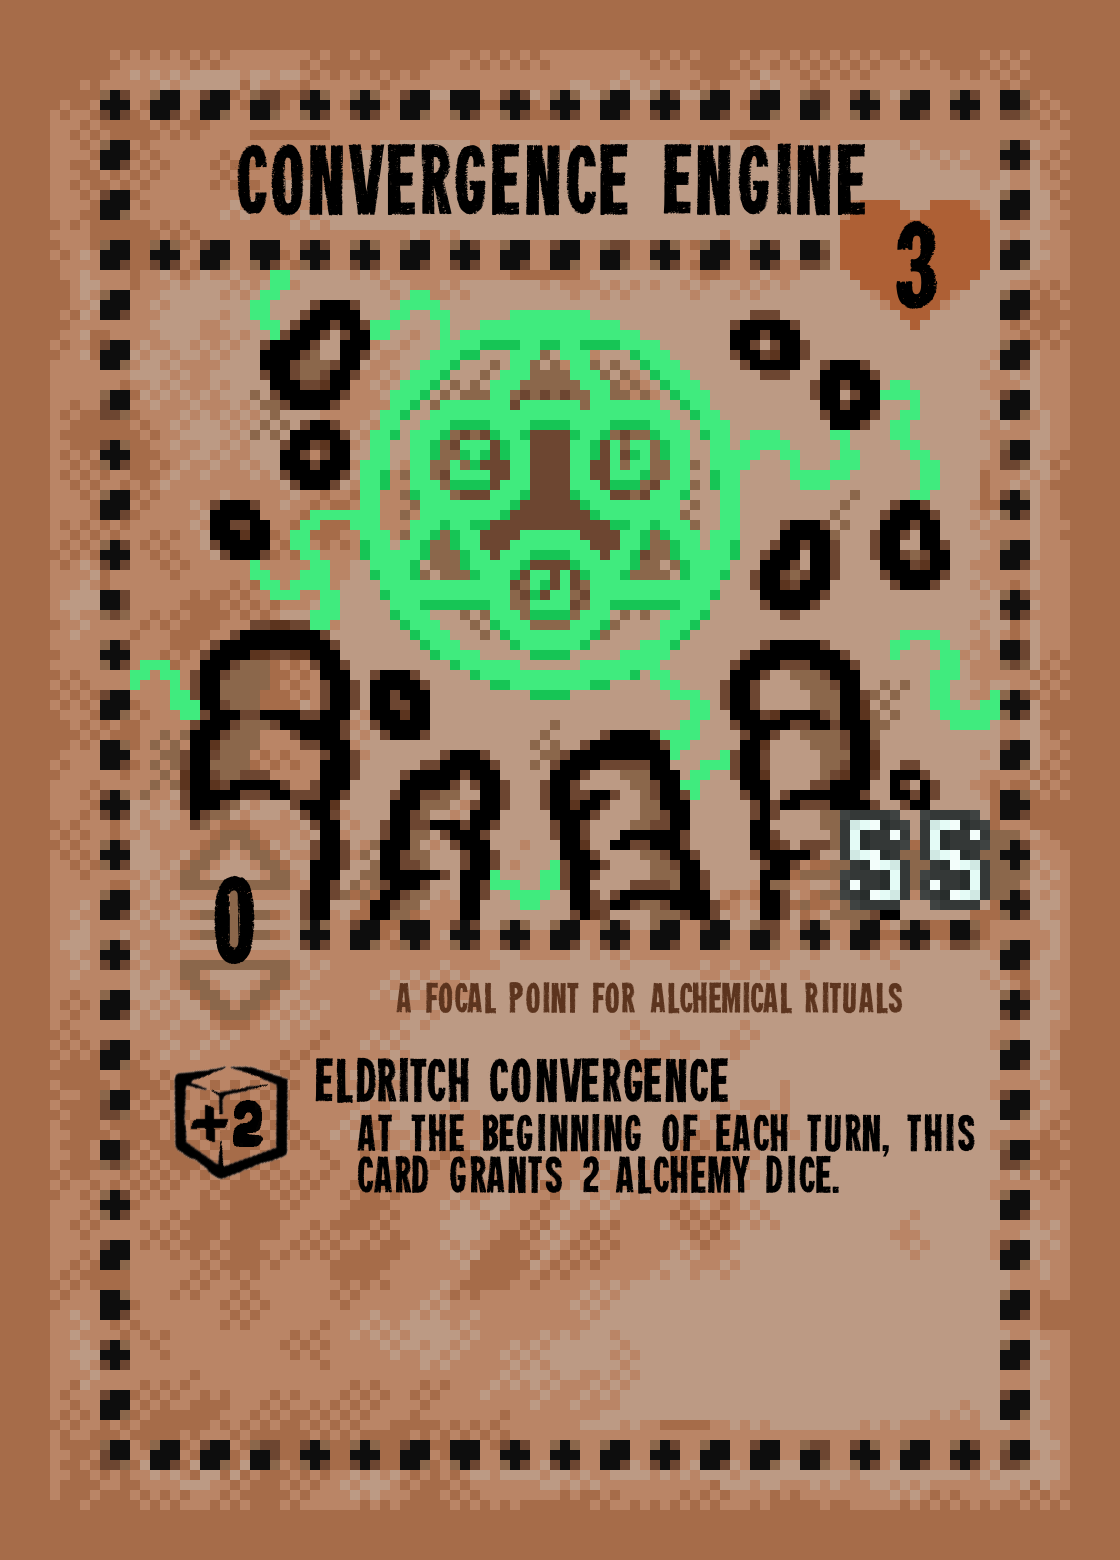 CONVERGENCE ENGINE
3
SS
0
A FOCAL POINT FOR ALCHEMICAL RITUALS
+2
ELDRITCH CONVERGENCE
AT THE BEGINNING OF EACH TURN, THIS
CARD GRANTS 2 ALCHEMY DICE.